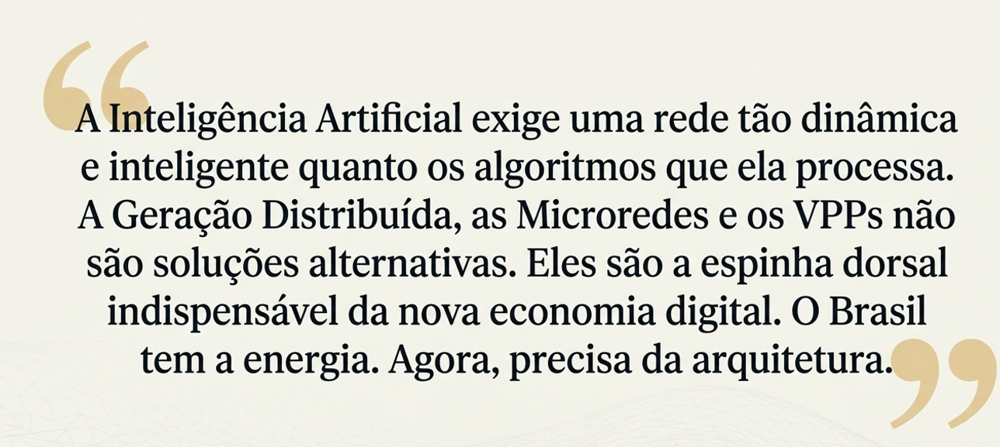 “A Inteligência Artificial exige uma rede tão dinâmica
e inteligente quanto os algoritmos que ela processa.
A Geração Distribuída, as Microredes e os VPPs não
são soluções alternativas. Eles são a espinha dorsal
indispensável da nova economia digital. O Brasil
tem a energia. Agora, precisa da arquitetura.”